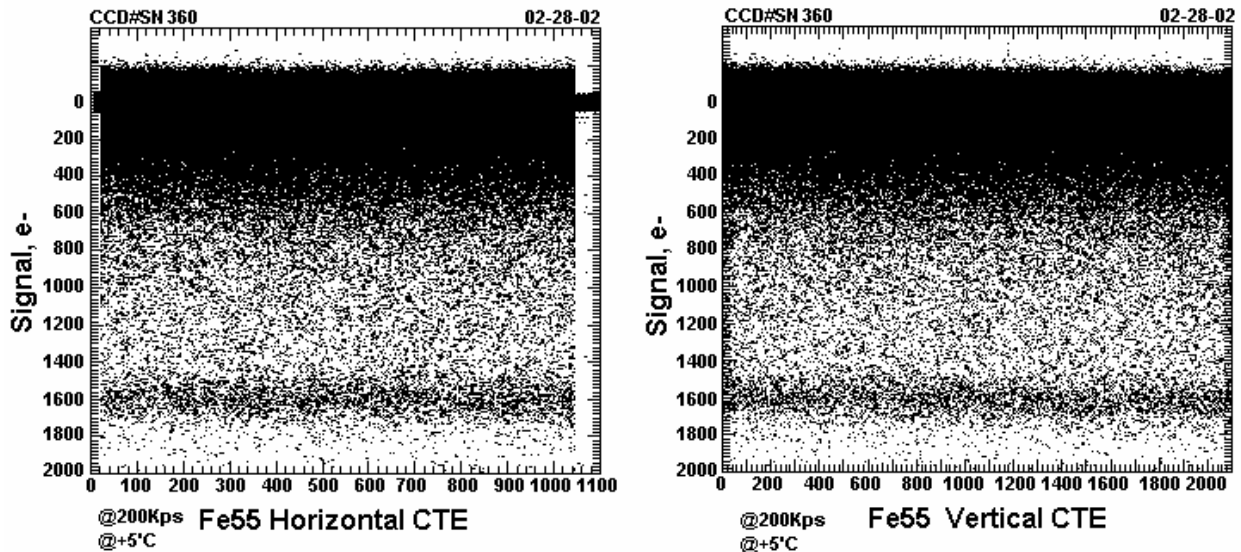 CCD#SN 360 02-28-02
0
200
400
600
800
1000
1200
1400
1600
1800
2000
Signal, e-
0 100 200 300 400 500 600 700 800 900 1000 1100
@200Kps Fe55 Horizontal CTE
@+5'C
CCD#SN 360 02-28-02
0
200
400
600
800
1000
1200
1400
1600
1800
2000
Signal, e-
0 200 400 600 800 1000 1200 1400 1600 1800 2000
@200Kps Fe55 Vertical CTE
@+5'C